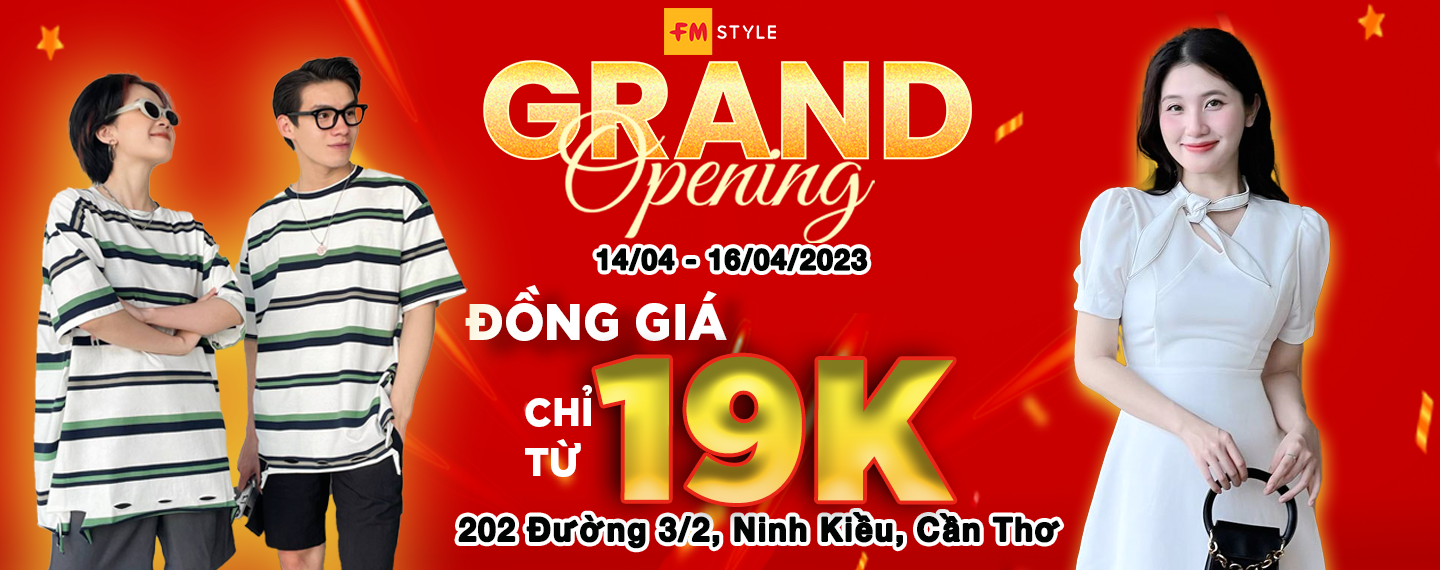 FM STYLE
GRAND
Opening
14/04 - 16/04/2023
ĐỒNG GIÁ
CHỈ
TỪ
19K
202 Đường 3/2, Ninh Kiều, Cần Thơ